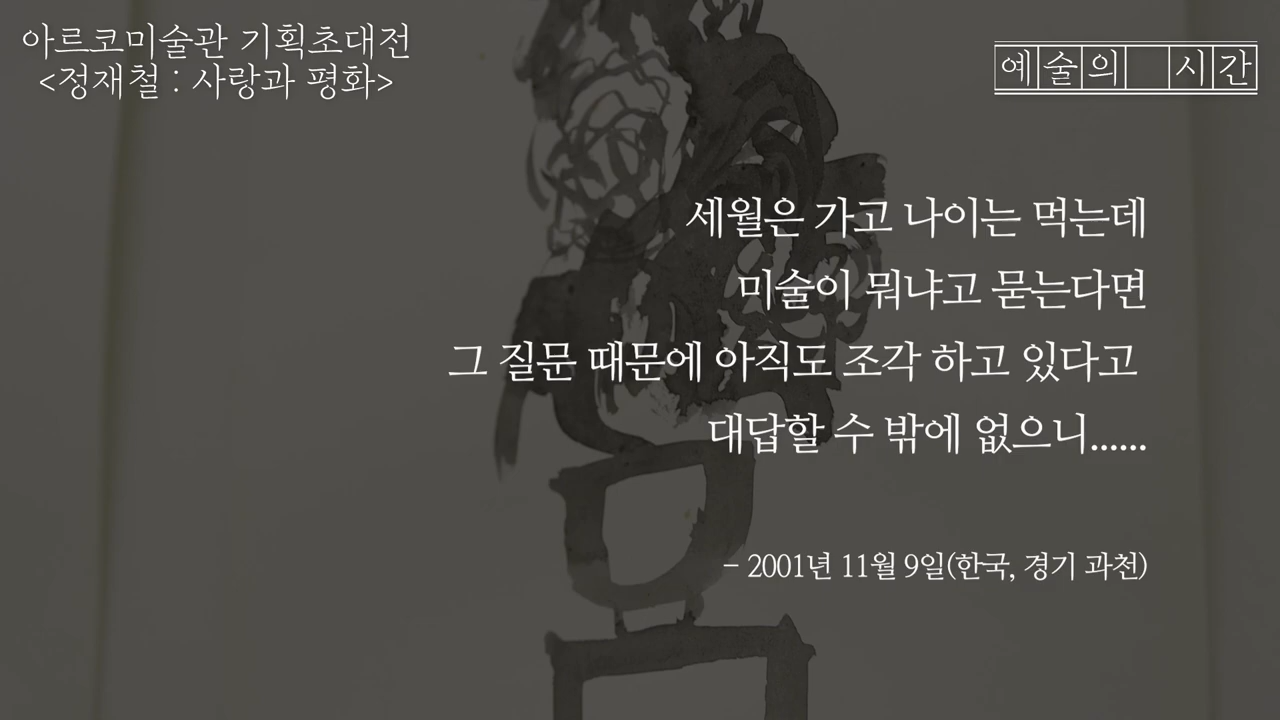 아르코미술관 기획초대전
<정재철 : 사랑과 평화>
예술의 시간
세월은 가고 나이는 먹는데
미술이 뭐냐고 묻는다면
그 질문 때문에 아직도 조각 하고 있다고
대답할 수 밖에 없으니......
- 2001년 11월 9일(한국, 경기 과천)